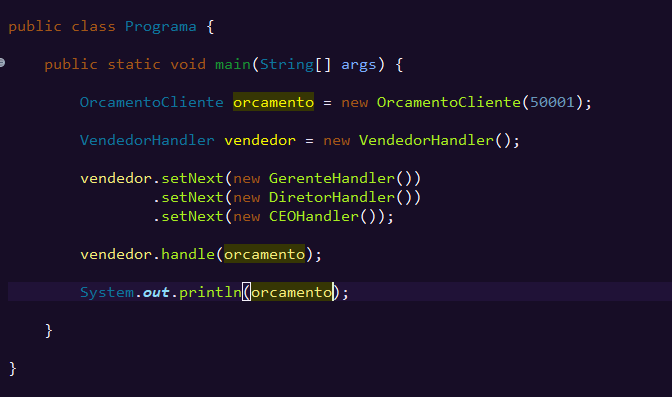 public class Programa {
public static void main(String[] args) {
OrcamentoCliente orcamento = new OrcamentoCliente(50001);
VendedorHandler vendedor = new VendedorHandler();
vendedor.setNext(new GerenteHandler())
.setNext(new DiretorHandler())
.setNext(new CEOHandler());
vendedor.handle(orcamento);
System.out.println(orcamento);
}
}